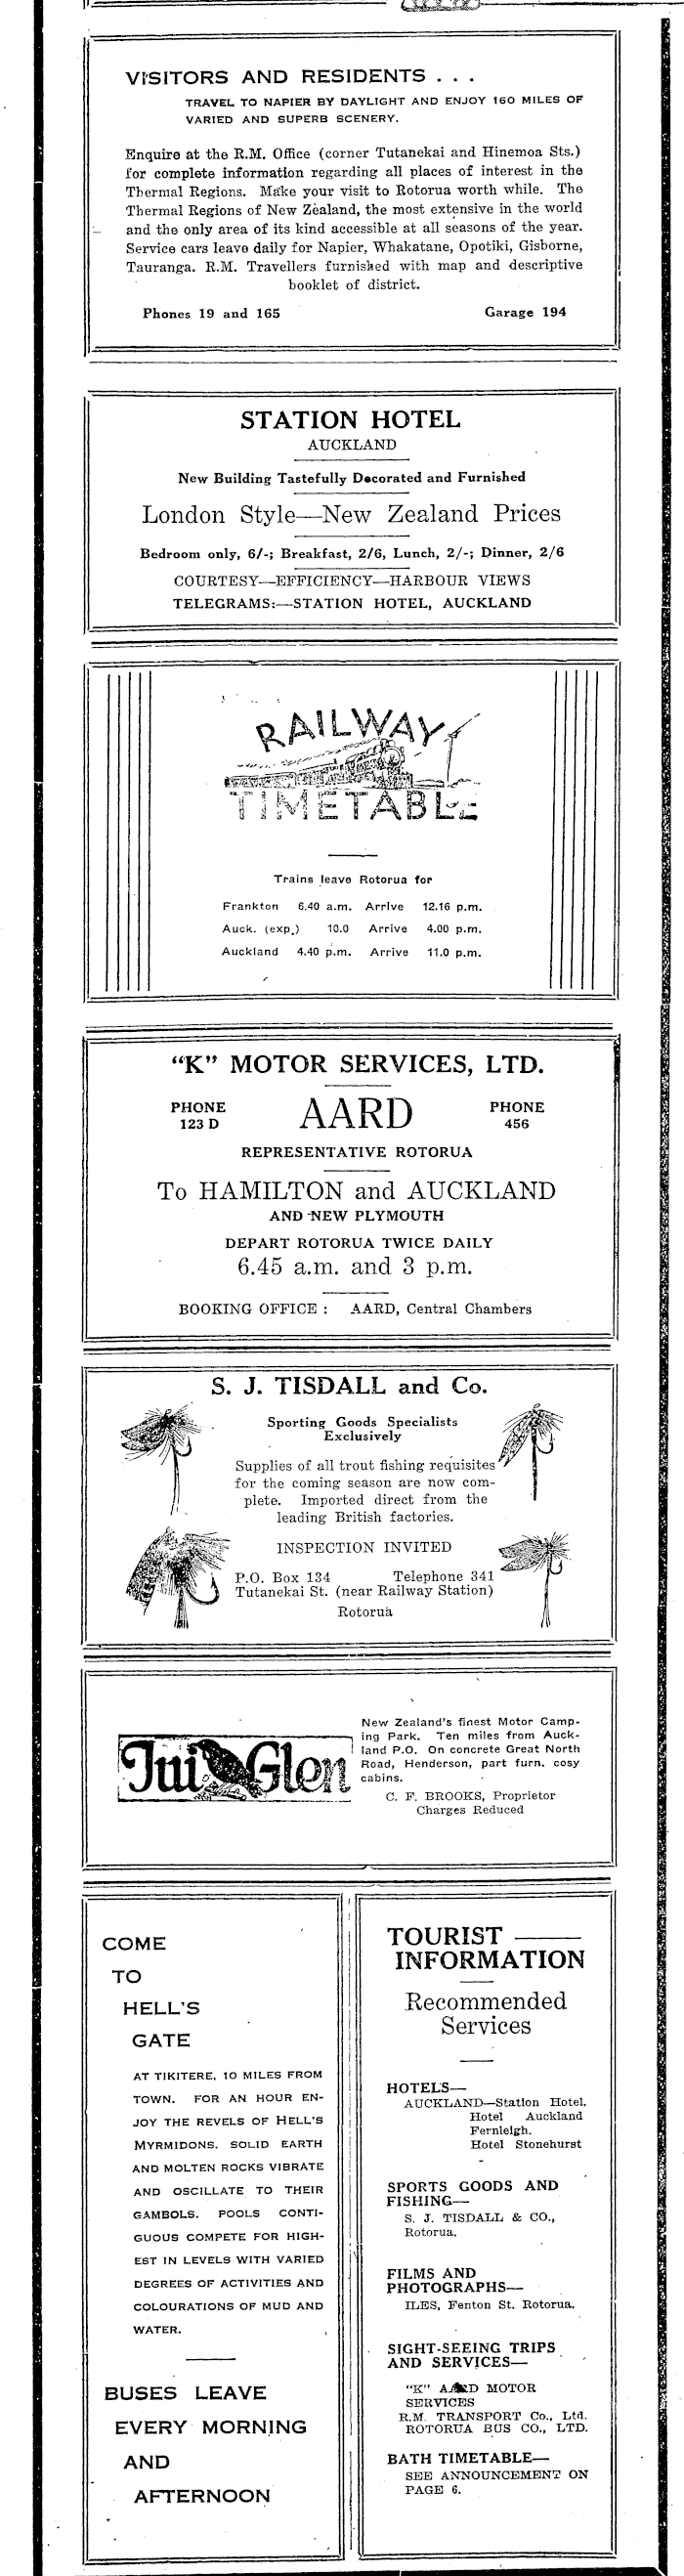 VISITORS AND RESIDENTS . . .
TRAVEL TO NAPIER BY DAYLIGHT AND ENJOY 160 MILES OF
VARIED AND SUPERB SCENERY.
Enquire at the R.M. Office (corner Tutanekai and Hinemoa Sts.)
for complete information regarding all places of interest in the
Thermal Regions. Make your visit to Rotorua worth while. The
Thermal Regions of New Zealand, the most extensive in the world
and the only area of its kind accessible at all seasons of the year.
Service cars leave daily for Napier, Whakatane, Opotiki, Gisborne,
Tauranga. R.M. Travellers furnished with map and descriptive
booklet of district.
Phones 19 and 165 Garage 194
STATION HOTEL
AUCKLAND
New Building Tastefully Decorated and Furnished
London Style—New Zealand Prices
Bedroom only, 6/-; Breakfast, 2/6, Lunch, 2/-; Dinner, 2/6
COURTESY—EFFICIENCY—HARBOUR VIEWS
TELEGRAMS:—STATION HOTEL, AUCKLAND
RAILWAY
TIMETABLE
Trains leave Rotorua for
Frankton 6.40 a.m. Arrive 12.16 p.m.
Auck. (exp.) 10.0 Arrive 4.00 p.m.
Auckland 4.40 p.m. Arrive 11.0 p.m.
"K" MOTOR SERVICES, LTD.
PHONE 123 D AARD PHONE 456
REPRESENTATIVE ROTORUA
To HAMILTON and AUCKLAND
AND NEW PLYMOUTH
DEPART ROTORUA TWICE DAILY
6.45 a.m. and 3 p.m.
BOOKING OFFICE : AARD, Central Chambers
S. J. TISDALL and Co.
Sporting Goods Specialists
Exclusively
Supplies of all trout fishing requisites
for the coming season are now com-
plete. Imported direct from the
leading British factories.
INSPECTION INVITED
P.O. Box 134 Telephone 341
Tutanekai St. (near Railway Station)
Rotorua
Tui Glen
New Zealand's finest Motor Camp-
ing Park. Ten miles from Auck-
land P.O. On concrete Great North
Road, Henderson, part furn. cosy
cabins.
C. F. BROOKS, Proprietor
Charges Reduced
COME
TO
HELL'S
GATE
AT TIKITERE, 10 MILES FROM
TOWN. FOR AN HOUR EN-
JOY THE REVELS OF HELL'S
MYRMIDONS. SOLID EARTH
AND MOLTEN ROCKS VIBRATE
AND OSCILLATE TO THEIR
GAMBOLS. POOLS CONTI-
GUOUS COMPETE FOR HIGH-
EST IN LEVELS WITH VARIED
DEGREES OF ACTIVITIES AND
COLOURATIONS OF MUD AND
WATER.
BUSES LEAVE
EVERY MORNING
AND
AFTERNOON
TOURIST
INFORMATION
Recommended
Services
HOTELS—
AUCKLAND—Station Hotel.
Hotel Auckland
Fernleigh.
Hotel Stonehurst
SPORTS GOODS AND
FISHING—
S. J. TISDALL & CO.,
Rotorua.
FILMS AND
PHOTOGRAPHS—
ILES, Fenton St. Rotorua.
SIGHT-SEEING TRIPS
AND SERVICES—
"K" AARD MOTOR
SERVICES
R.M. TRANSPORT Co., Ltd.
ROTORUA BUS CO., LTD.
BATH TIMETABLE—
SEE ANNOUNCEMENT ON
PAGE 6.